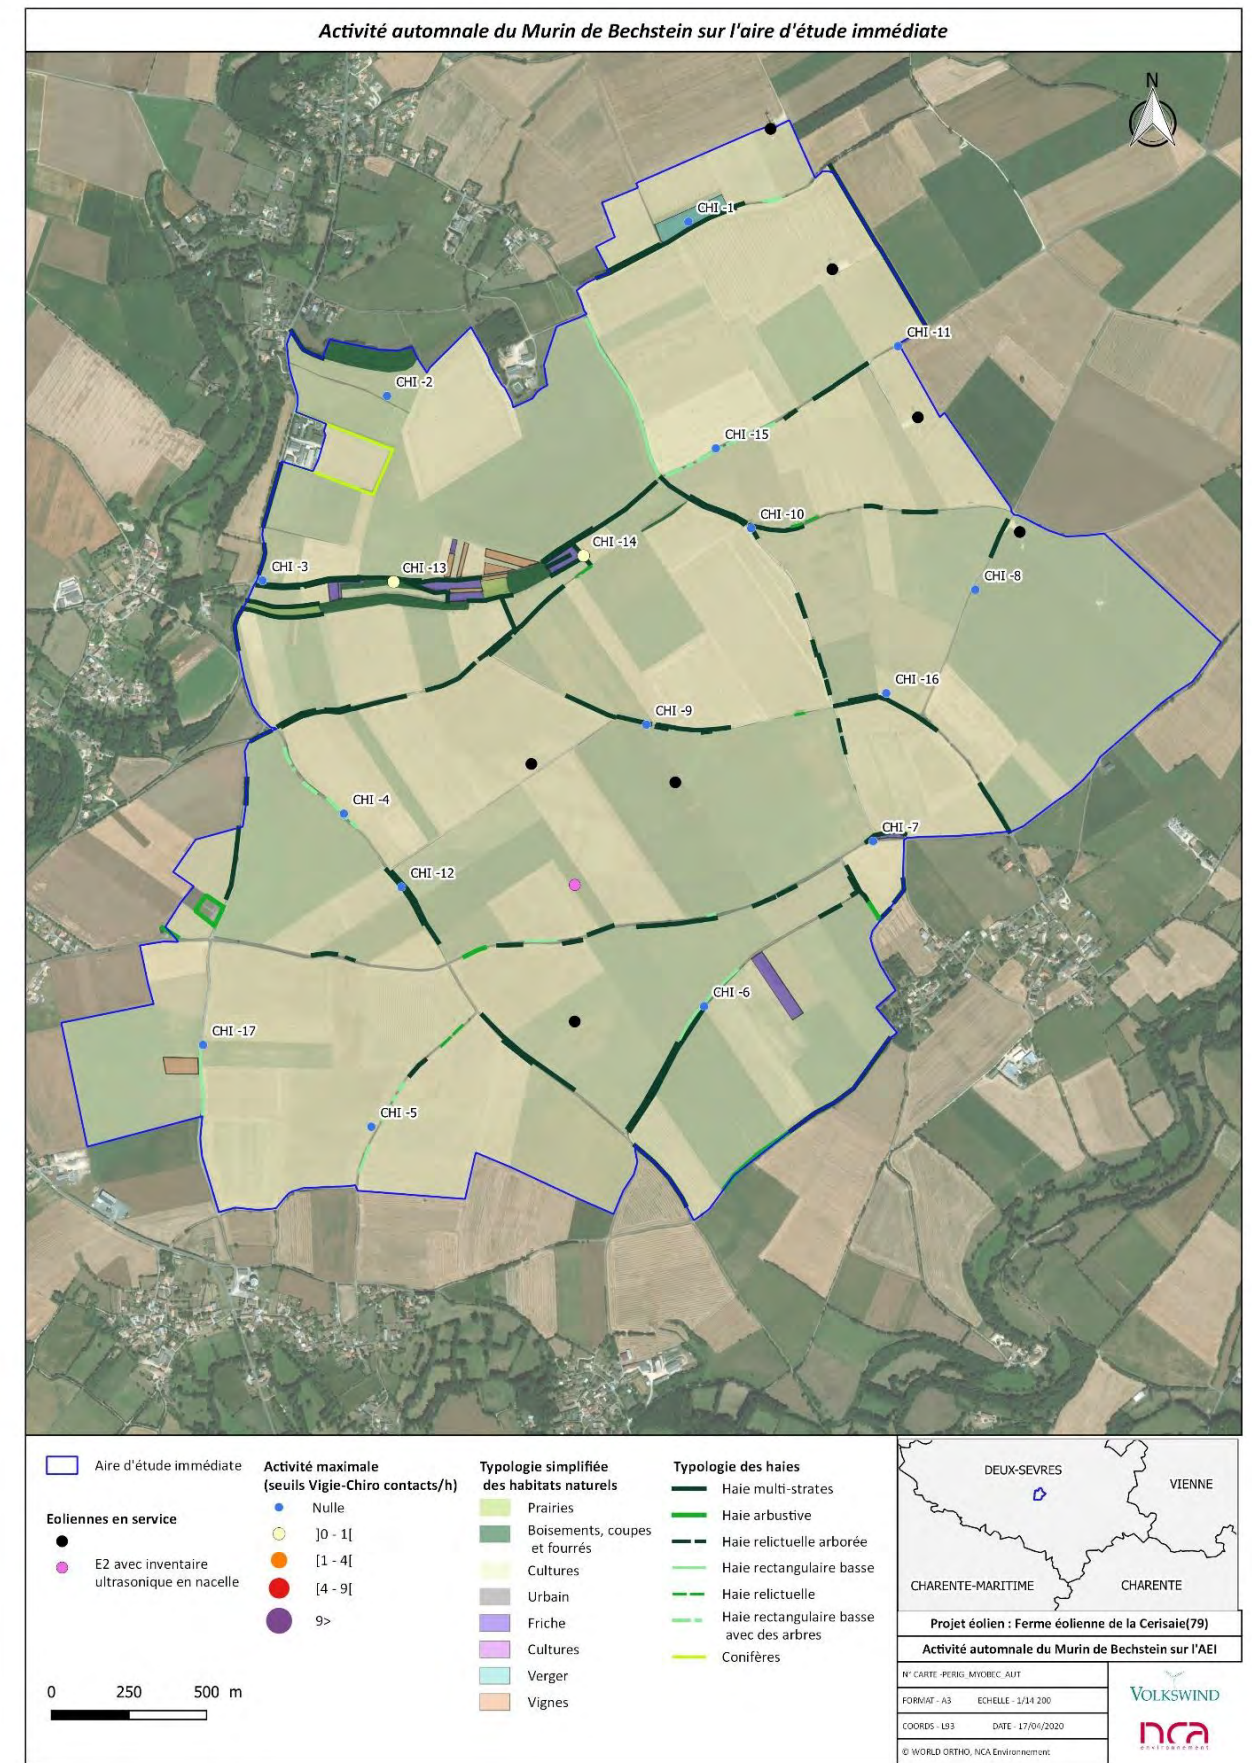 Activité automnale du Murin de Bechstein sur l'aire d'étude immédiate
N
CHI -1
CHI -11
CHI -2
CHI -15
CHI -10
CHI -14
CHI -3
CHI -13
CHI -8
CHI -16
CHI -9
CHI -4
CHI -7
CHI -12
CHI -6
CHI -17
CHI -5
Aire d'étude immédiate
Eoliennes en service
E2 avec inventaire
ultrasonique en nacelle
0 250 500 m
Activité maximale
(seuils Vigie-Chiro contacts/h)
Nulle
]0 - 1[
[1 - 4[
[4 - 9[
9>
Typologie simplifiée
des habitats naturels
Prairies
Boisements, coupes
et fourrés
Cultures
Urbain
Friche
Cultures
Verger
Vignes
Typologie des haies
Haie multi-strates
Haie arbustive
Haie relictuelle arborée
Haie rectangulaire basse
Haie relictuelle
Haie rectangulaire basse
avec des arbres
Conifères
DEUX-SEVRES
VIENNE
CHARENTE-MARITIME
CHARENTE
Projet éolien : Ferme éolienne de la Cerisaie(79)
Activité automnale du Murin de Bechstein sur l'AEI
N° CARTE -PERIG_MYOBEC_AUT
FORMAT - A3 ECHELLE - 1/14 200
COORDS - L93 DATE - 17/04/2020
© WORLD ORTHO, NCA Environnement
VOLKSWIND
nca
environnement